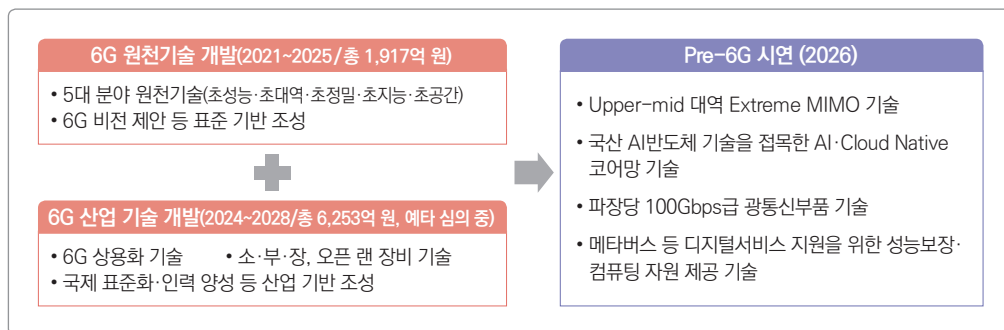 6G 원천기술 개발(2021~2025/총 1,917억 원)
• 5대 분야 원천기술(초성능·초대역·초정밀·초지능·초공간)
• 6G 비전 제안 등 표준 기반 조성
6G 산업 기술 개발(2024~2028/총 6,253억 원, 예타 심의 중)
• 6G 상용화 기술 • 소·부·장, 오픈 랜 장비 기술
• 국제 표준화·인력 양성 등 산업 기반 조성
Pre-6G 시연 (2026)
• Upper-mid 대역 Extreme MIMO 기술
• 국산 AI반도체 기술을 접목한 AI·Cloud Native
코어망 기술
• 파장당 100Gbps급 광통신부품 기술
• 메타버스 등 디지털서비스 지원을 위한 성능보장·
컴퓨팅 자원 제공 기술